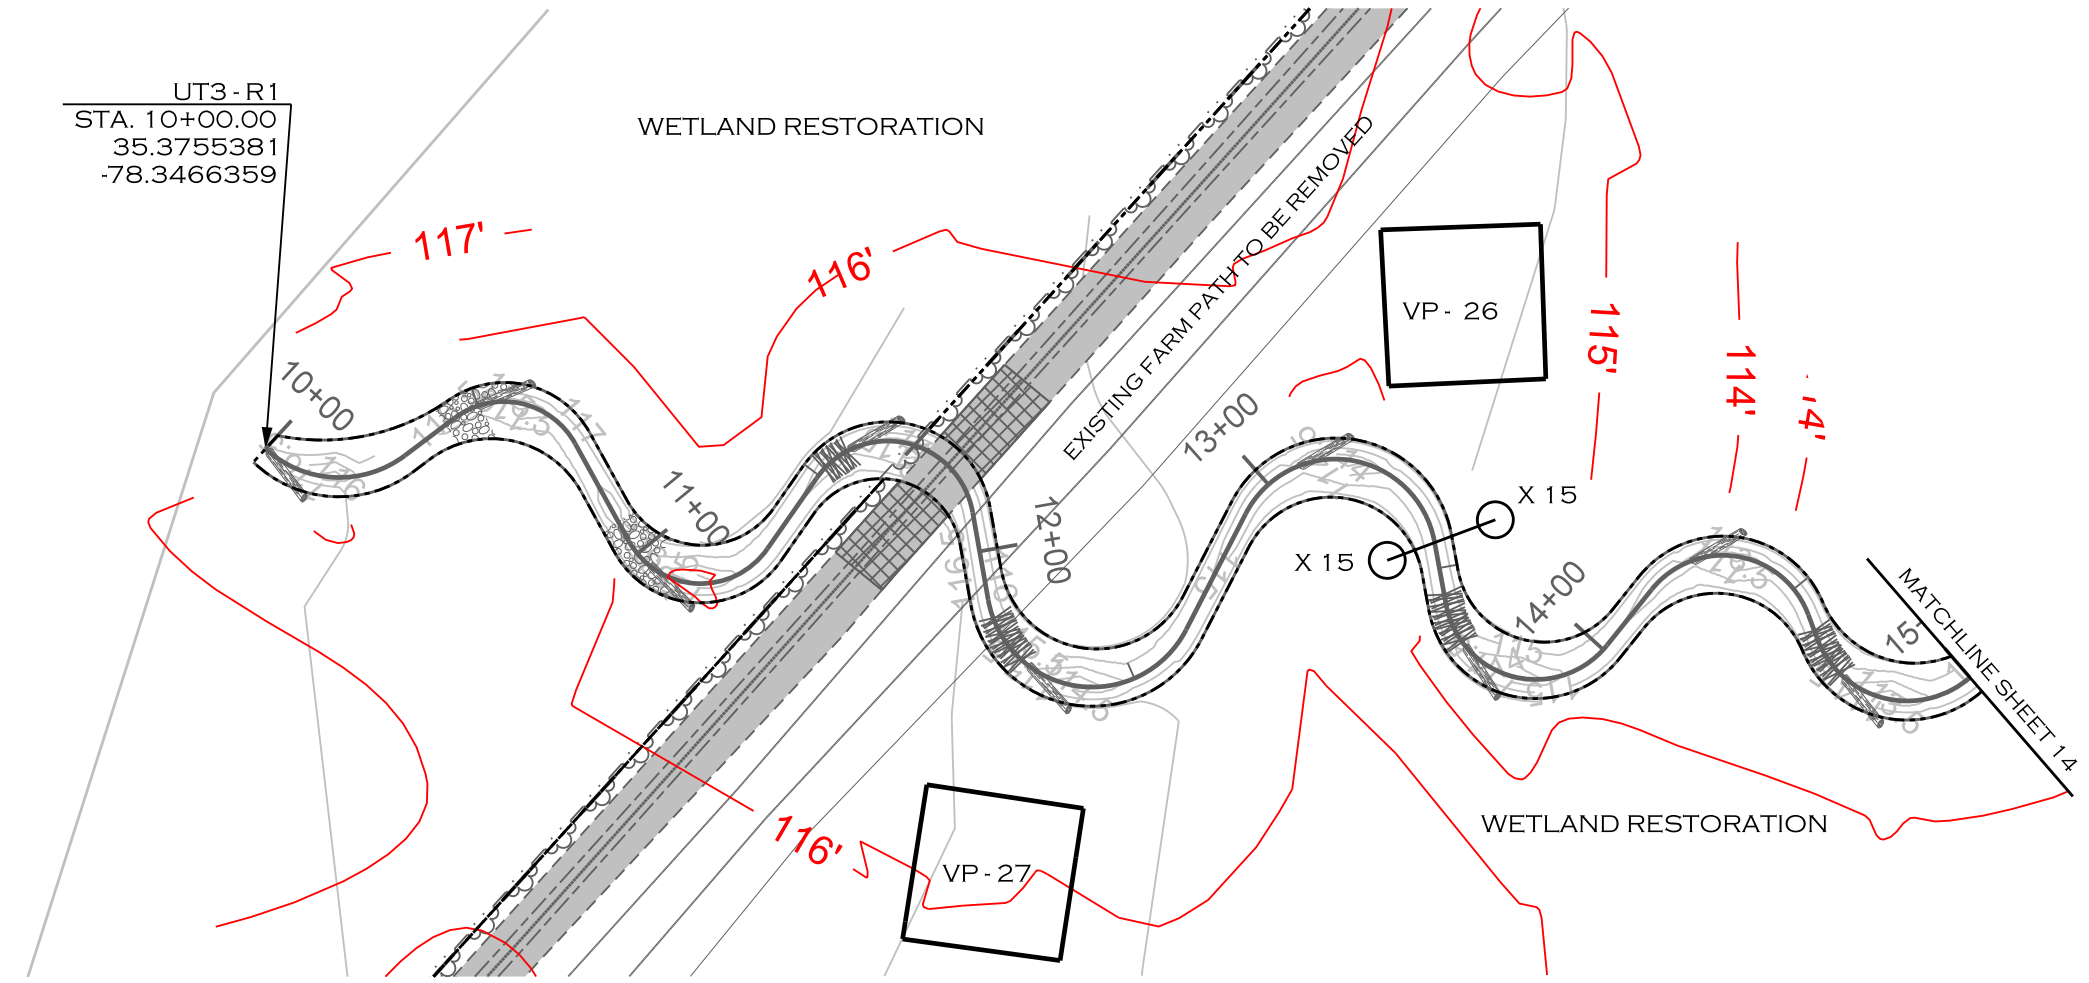 UT3 - R1
STA. 10+00.00
35.3755381
-78.3466359
WETLAND RESTORATION
117'
116'
EXISTING FARM PATH TO BE REMOVED
VP - 26
115'
114'
10+00
11+00
12+00
13+00
14+00
X 15
X 15
MATCHLINE SHEET 14
116'
VP - 27
WETLAND RESTORATION